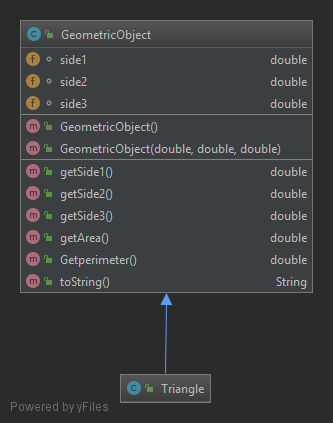 GeometricObject
side1 double
side2 double
side3 double
GeometricObject()
GeometricObject(double, double, double)
getSide1() double
getSide2() double
getSide3() double
getArea() double
Getperimeter() double
toString() String
Triangle
Powered by yFiles